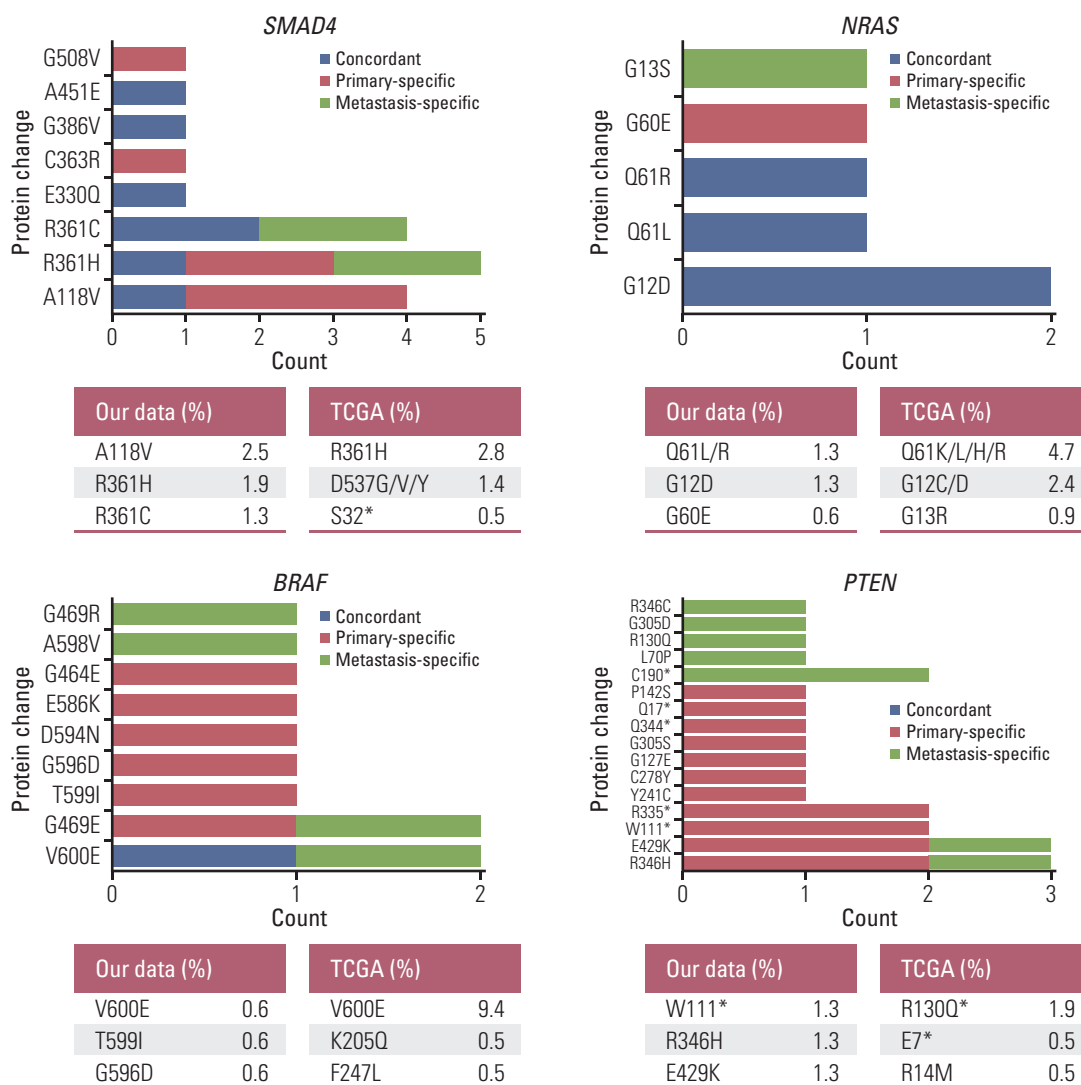 SMAD4
Concordant
Primary-specific
Metastasis-specific
Protein change
G508V
A451E
G386V
C363R
E330Q
R361C
R361H
A118V
0 1 2 3 4 5
Count
Our data (%)
A118V 2.5
R361H 1.9
R361C 1.3
TCGA (%)
R361H 2.8
D537G/V/Y 1.4
S32* 0.5
NRAS
Concordant
Primary-specific
Metastasis-specific
Protein change
G13S
G60E
Q61R
Q61L
G12D
0 1 2
Count
Our data (%)
Q61L/R 1.3
G12D 1.3
G60E 0.6
TCGA (%)
Q61K/L/H/R 4.7
G12C/D 2.4
G13R 0.9
BRAF
Concordant
Primary-specific
Metastasis-specific
Protein change
G469R
A598V
G464E
E586K
D594N
G596D
T599I
G469E
V600E
0 1 2
Count
Our data (%)
V600E 0.6
T599I 0.6
G596D 0.6
TCGA (%)
V600E 9.4
K205Q 0.5
F247L 0.5
PTEN
Concordant
Primary-specific
Metastasis-specific
Protein change
R346C
G305D
R130Q
L70P
C190*
P142S
Q17*
Q344*
G305S
G127E
C278Y
Y241C
R335*
W111*
E429K
R346H
0 1 2 3
Count
Our data (%)
W111* 1.3
R346H 1.3
E429K 1.3
TCGA (%)
R130Q* 1.9
E7* 0.5
R14M 0.5